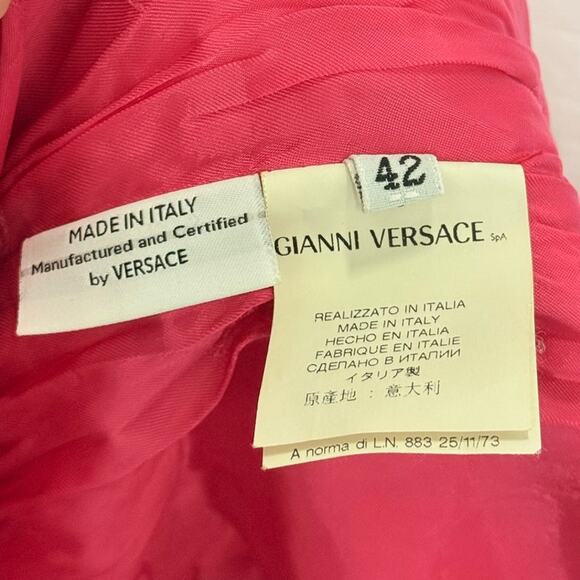 MADE IN ITALY
Manufactured and Certified
by VERSACE
42
GIANNI VERSACE SpA
REALIZZATO IN ITALIA
MADE IN ITALY
HECHO EN ITALIA
FABRIQUE EN ITALIE
СДЕЛАНО В ИТАЛИИ
イタリア製
原產地 : 意大利
A norma di L.N. 883 25/11/73